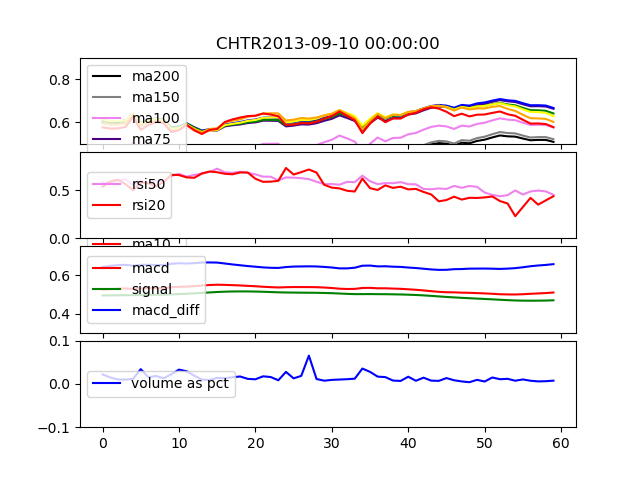 CHTR2013-09-10 00:00:00
0.8
0.6
ma200
ma150
ma100
ma75
0.5
0.0
rsi50
rsi20
ma10
0.6
0.4
macd
signal
macd_diff
0.1
0.0
−0.1
volume as pct
0 10 20 30 40 50 60